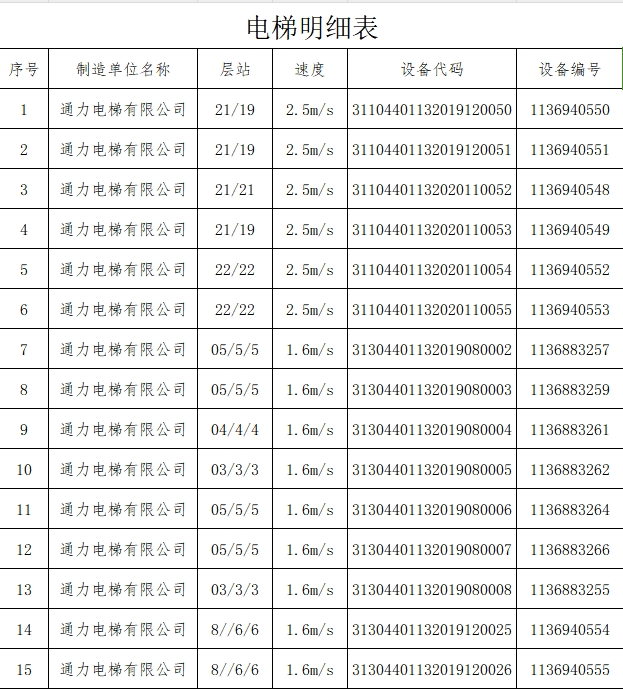 电梯明细表
序号 制造单位名称 层站 速度 设备代码 设备编号
1 通力电梯有限公司 21/19 2.5m/s 31104401132019120050 1136940550
2 通力电梯有限公司 21/19 2.5m/s 31104401132019120051 1136940551
3 通力电梯有限公司 21/21 2.5m/s 31104401132020110052 1136940548
4 通力电梯有限公司 21/19 2.5m/s 31104401132020110053 1136940549
5 通力电梯有限公司 22/22 2.5m/s 31104401132020110054 1136940552
6 通力电梯有限公司 22/22 2.5m/s 31104401132020110055 1136940553
7 通力电梯有限公司 05/5/5 1.6m/s 31304401132019080002 1136883257
8 通力电梯有限公司 05/5/5 1.6m/s 31304401132019080003 1136883259
9 通力电梯有限公司 04/4/4 1.6m/s 31304401132019080004 1136883261
10 通力电梯有限公司 03/3/3 1.6m/s 31304401132019080005 1136883262
11 通力电梯有限公司 05/5/5 1.6m/s 31304401132019080006 1136883264
12 通力电梯有限公司 05/5/5 1.6m/s 31304401132019080007 1136883266
13 通力电梯有限公司 03/3/3 1.6m/s 31304401132019080008 1136883255
14 通力电梯有限公司 8//6/6 1.6m/s 31304401132019120025 1136940554
15 通力电梯有限公司 8//6/6 1.6m/s 31304401132019120026 1136940555